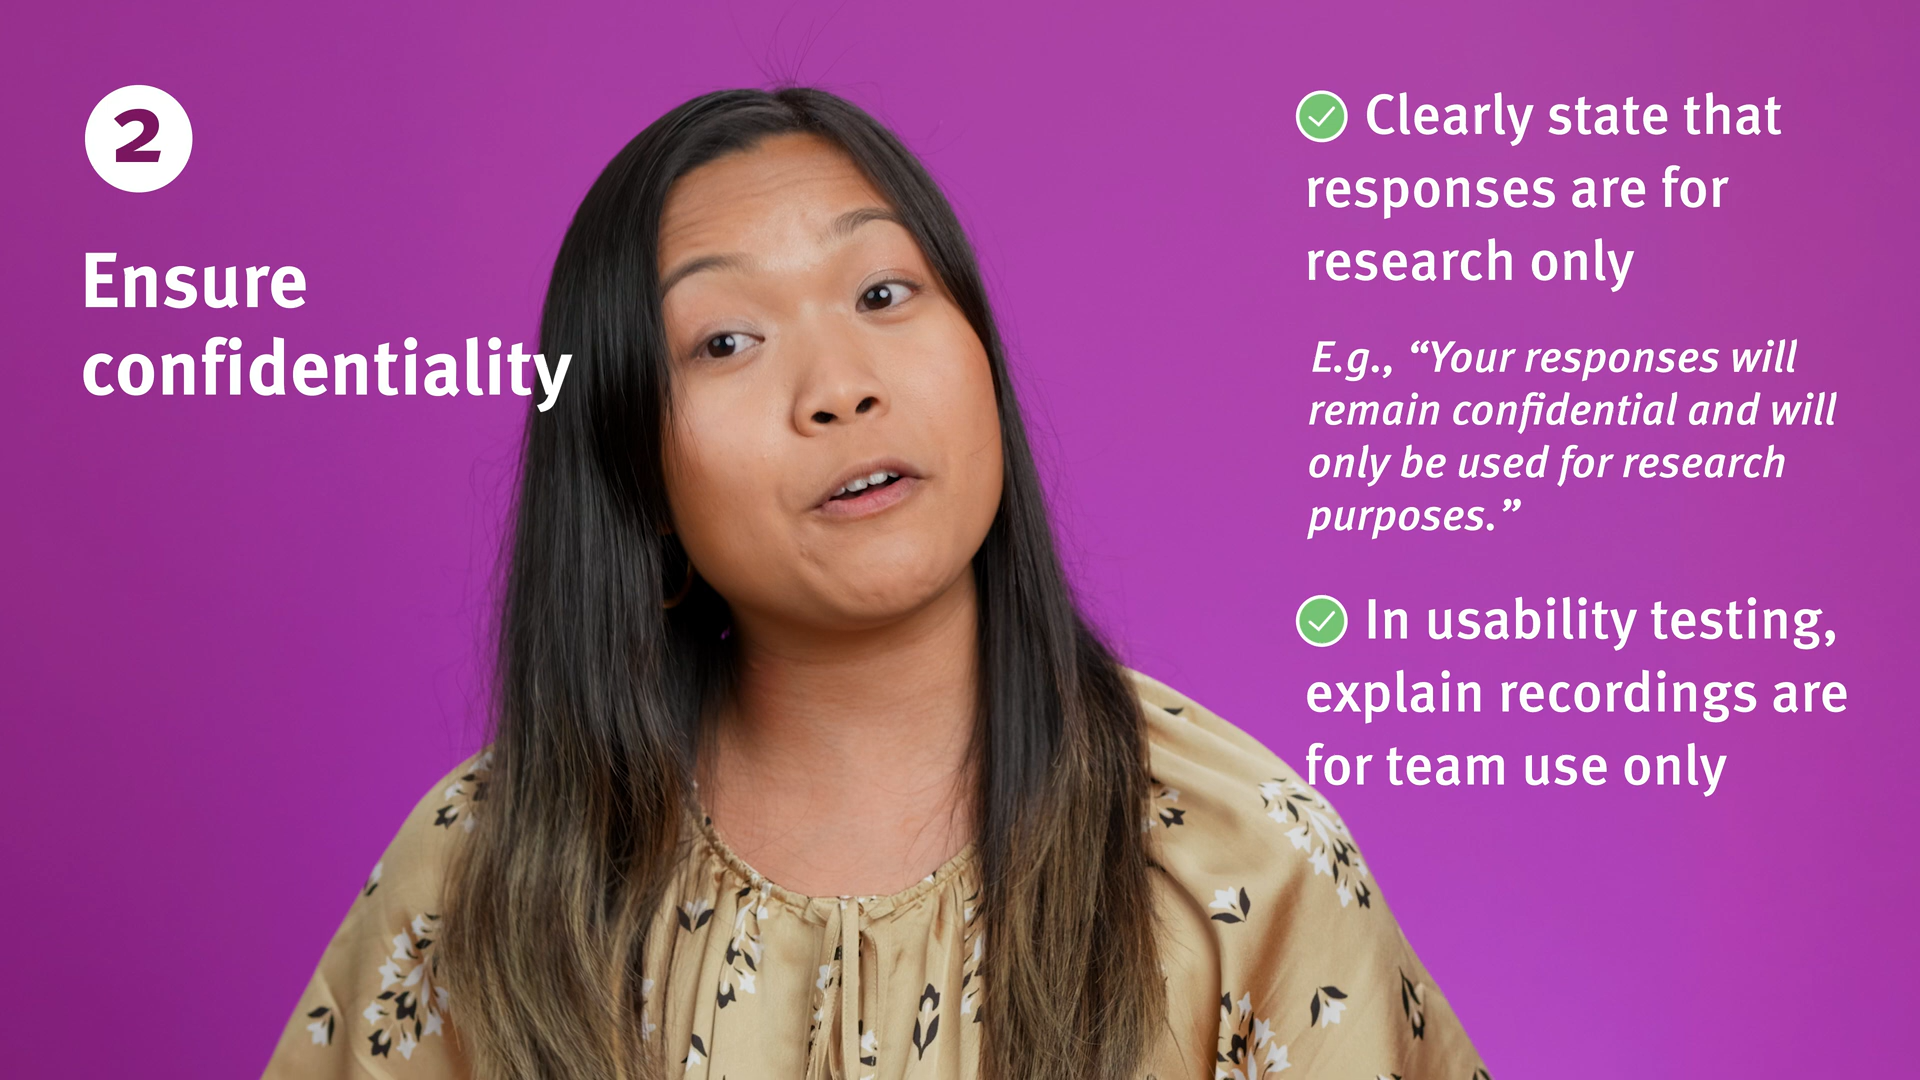 2
Ensure
confidentiality
Clearly state that
responses are for
research only
E.g., “Your responses will
remain confidential and will
only be used for research
purposes.”
In usability testing,
explain recordings are
for team use only